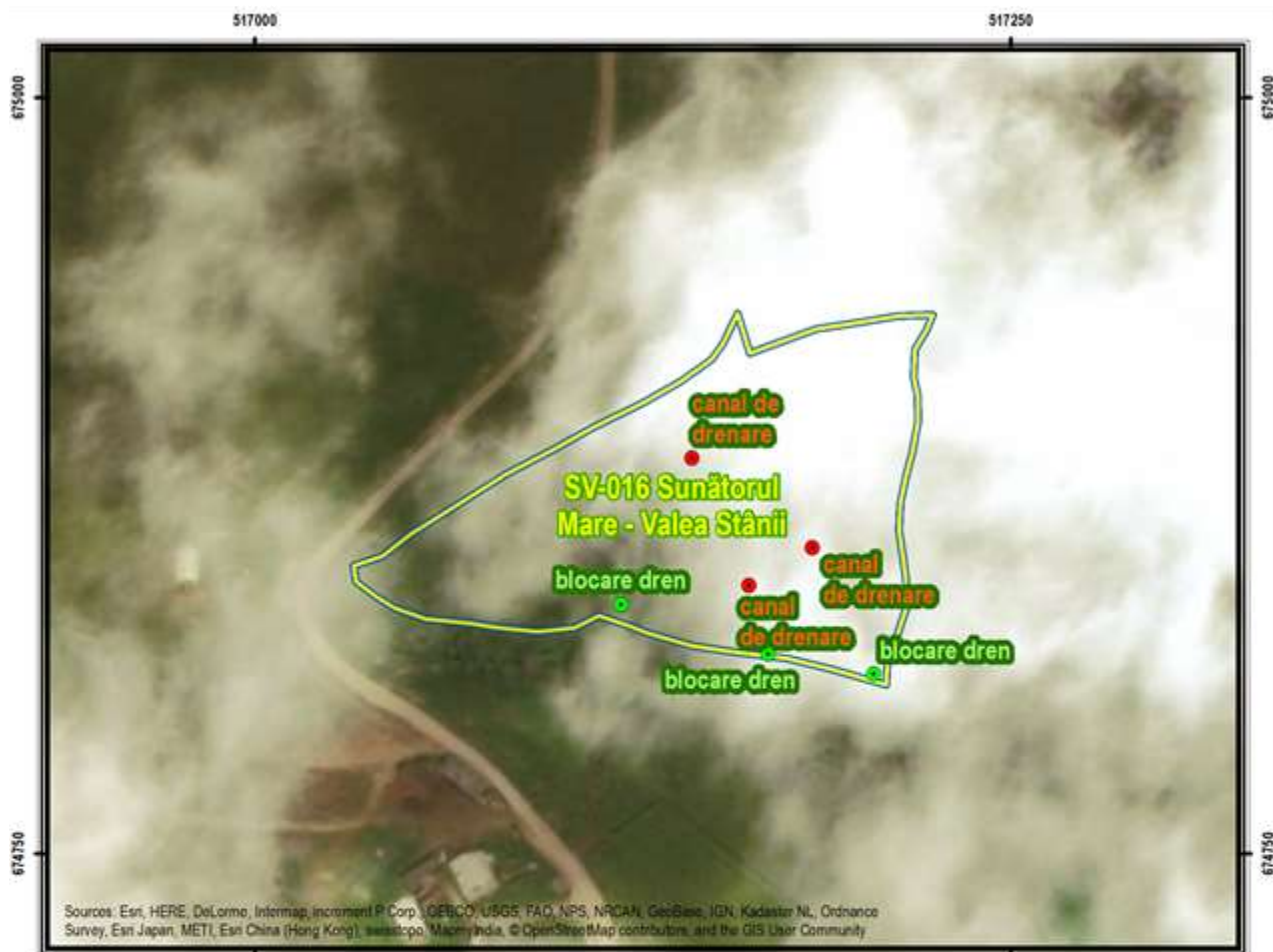 517000
517250
675000
675000
canal de
drenare
SV-016 Sunătorul
Mare - Valea Stânii
canal
de drenare
blocare dren
canal
de drenare
blocare dren
blocare dren
674750
674750
Sources: Esri, HERE, DeLorme, Intermap, increment P Corp., GEBCO, USGS, FAO, NPS, NRCAN, GeoBase, IGN, Kadaster NL, Ordnance
Survey, Esri Japan, METI, Esri China (Hong Kong), swisstopo, MapmyIndia, © OpenStreetMap contributors, and the GIS User Community